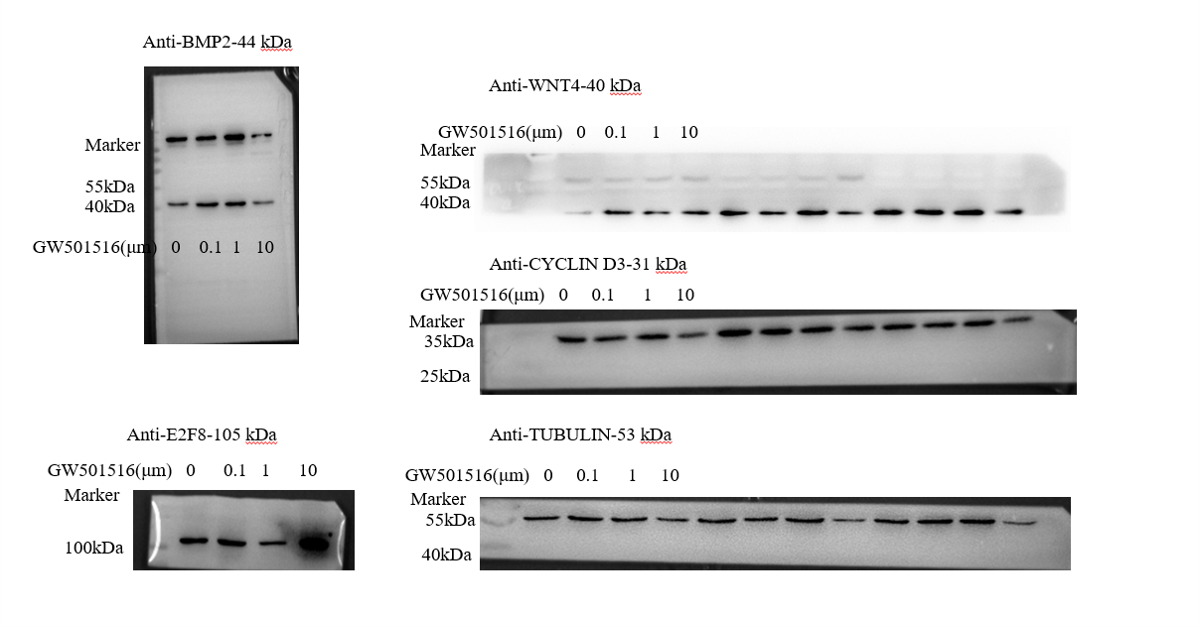 Anti-BMP2-44 kDa
Marker
55kDa
40kDa
GW501516(μm) 0 0.1 1 10
Anti-WNT4-40 kDa
GW501516(μm) 0 0.1 1 10
Marker
55kDa
40kDa
Anti-CYCLIN D3-31 kDa
GW501516(μm) 0 0.1 1 10
Marker
35kDa
25kDa
Anti-E2F8-105 kDa
GW501516(μm) 0 0.1 1 10
Marker
100kDa
Anti-TUBULIN-53 kDa
GW501516(μm) 0 0.1 1 10
Marker
55kDa
40kDa